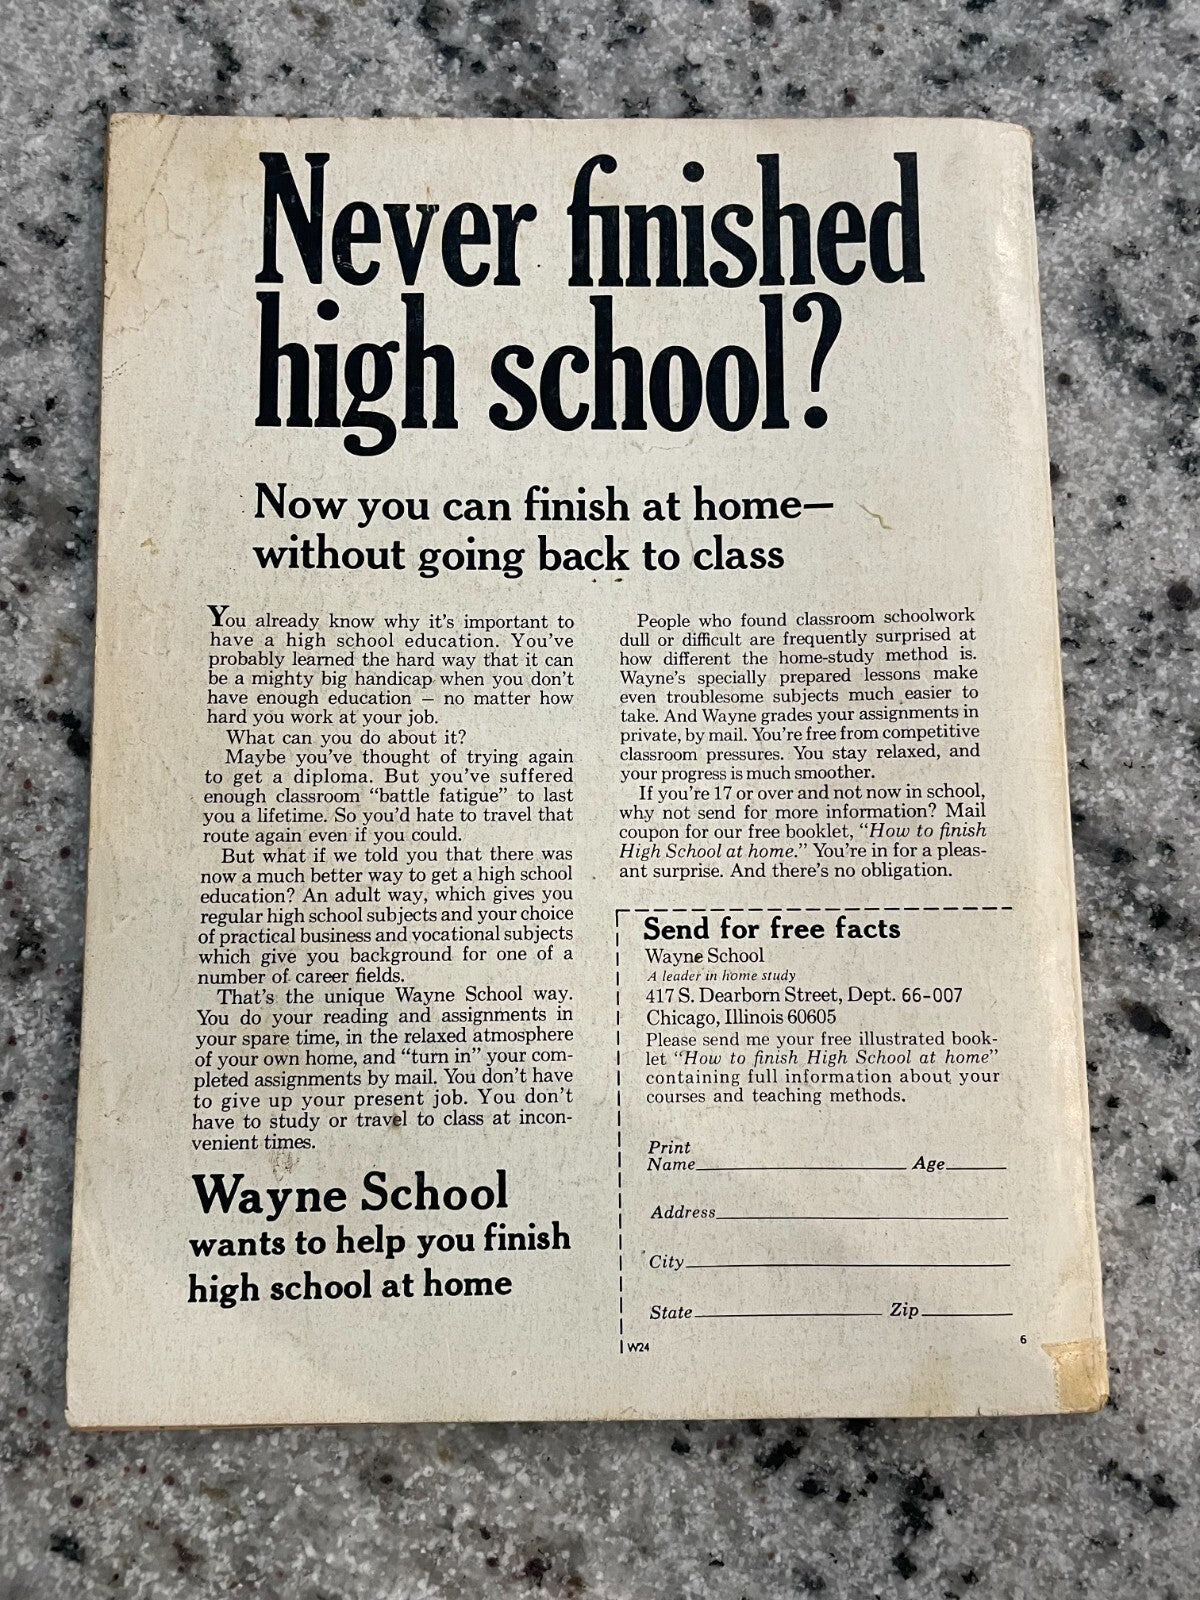 Never finished
high school?
Now you can finish at home—
without going back to class
You already know why it's important to
have a high school education. You've
probably learned the hard way that it can
be a mighty big handicap when you don't
have enough education – no matter how
hard you work at your job.
What can you do about it?
Maybe you've thought of trying again
to get a diploma. But you've suffered
enough classroom "battle fatigue" to last
you a lifetime. So you'd hate to travel that
route again even if you could.
But what if we told you that there was
now a much better way to get a high school
education? An adult way, which gives you
regular high school subjects and your choice
of practical business and vocational subjects
which give you background for one of a
number of career fields.
That's the unique Wayne School way.
You do your reading and assignments in
your spare time, in the relaxed atmosphere
of your own home, and "turn in" your com-
pleted assignments by mail. You don't have
to give up your present job. You don't
have to study or travel to class at incon-
venient times.
Wayne School
wants to help you finish
high school at home
People who found classroom schoolwork
dull or difficult are frequently surprised at
how different the home-study method is.
Wayne's specially prepared lessons make
even troublesome subjects much easier to
take. And Wayne grades your assignments in
private, by mail. You're free from competitive
classroom pressures. You stay relaxed, and
your progress is much smoother.
If you're 17 or over and not now in school,
why not send for more information? Mail
coupon for our free booklet, "How to finish
High School at home." You're in for a pleas-
ant surprise. And there's no obligation.
Send for free facts
Wayne School
A leader in home study
417 S. Dearborn Street, Dept. 66-007
Chicago, Illinois 60605
Please send me your free illustrated book-
let "How to finish High School at home"
containing full information about your
courses and teaching methods.
Print
Name Age
Address
City
State Zip
W24 6